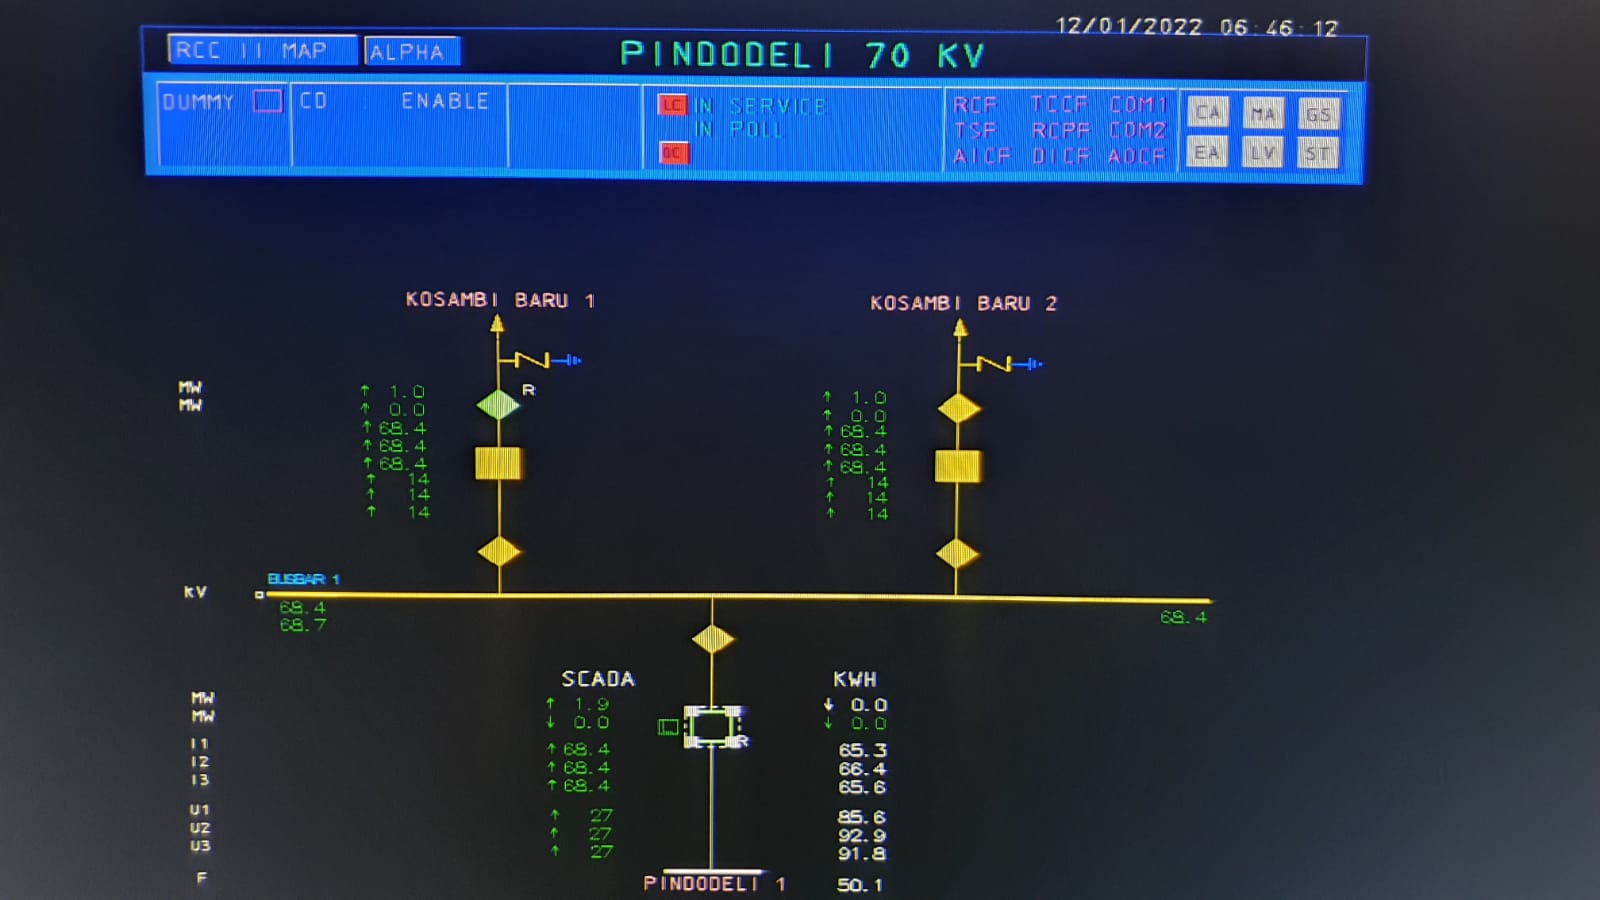 12/01/2022 06:46:12
RCC II MAP ALPHA PINDODELI 70 KV
DUMMY CD ENABLE LC IN SERVICE RCF TCCF COM1 CA MA GS
IN POLL TSF RCPF COM2
OC AICF DICF AOCF EA LV ST
KOSAMBI BARU 1 KOSAMBI BARU 2
MW ↑ 1.0 R ↑ 1.0
MW ↑ 0.0 ↑ 0.0
↑ 68.4 ↑ 68.4
↑ 68.4 ↑ 68.4
↑ 68.4 ↑ 68.4
↑ 14 ↑ 14
↑ 14 ↑ 14
↑ 14 ↑ 14
BUSBAR 1
KV
68.4 68.4
68.7
SCADA KWH
MW ↑ 1.9 ↓ 0.0
MW ↓ 0.0 ↓ 0.0
R
I1 ↑ 68.4 65.3
I2 ↑ 68.4 66.4
I3 ↑ 68.4 65.6
U1 ↑ 27 85.6
U2 ↑ 27 92.9
U3 ↑ 27 91.8
F PINDODELI 1 50.1